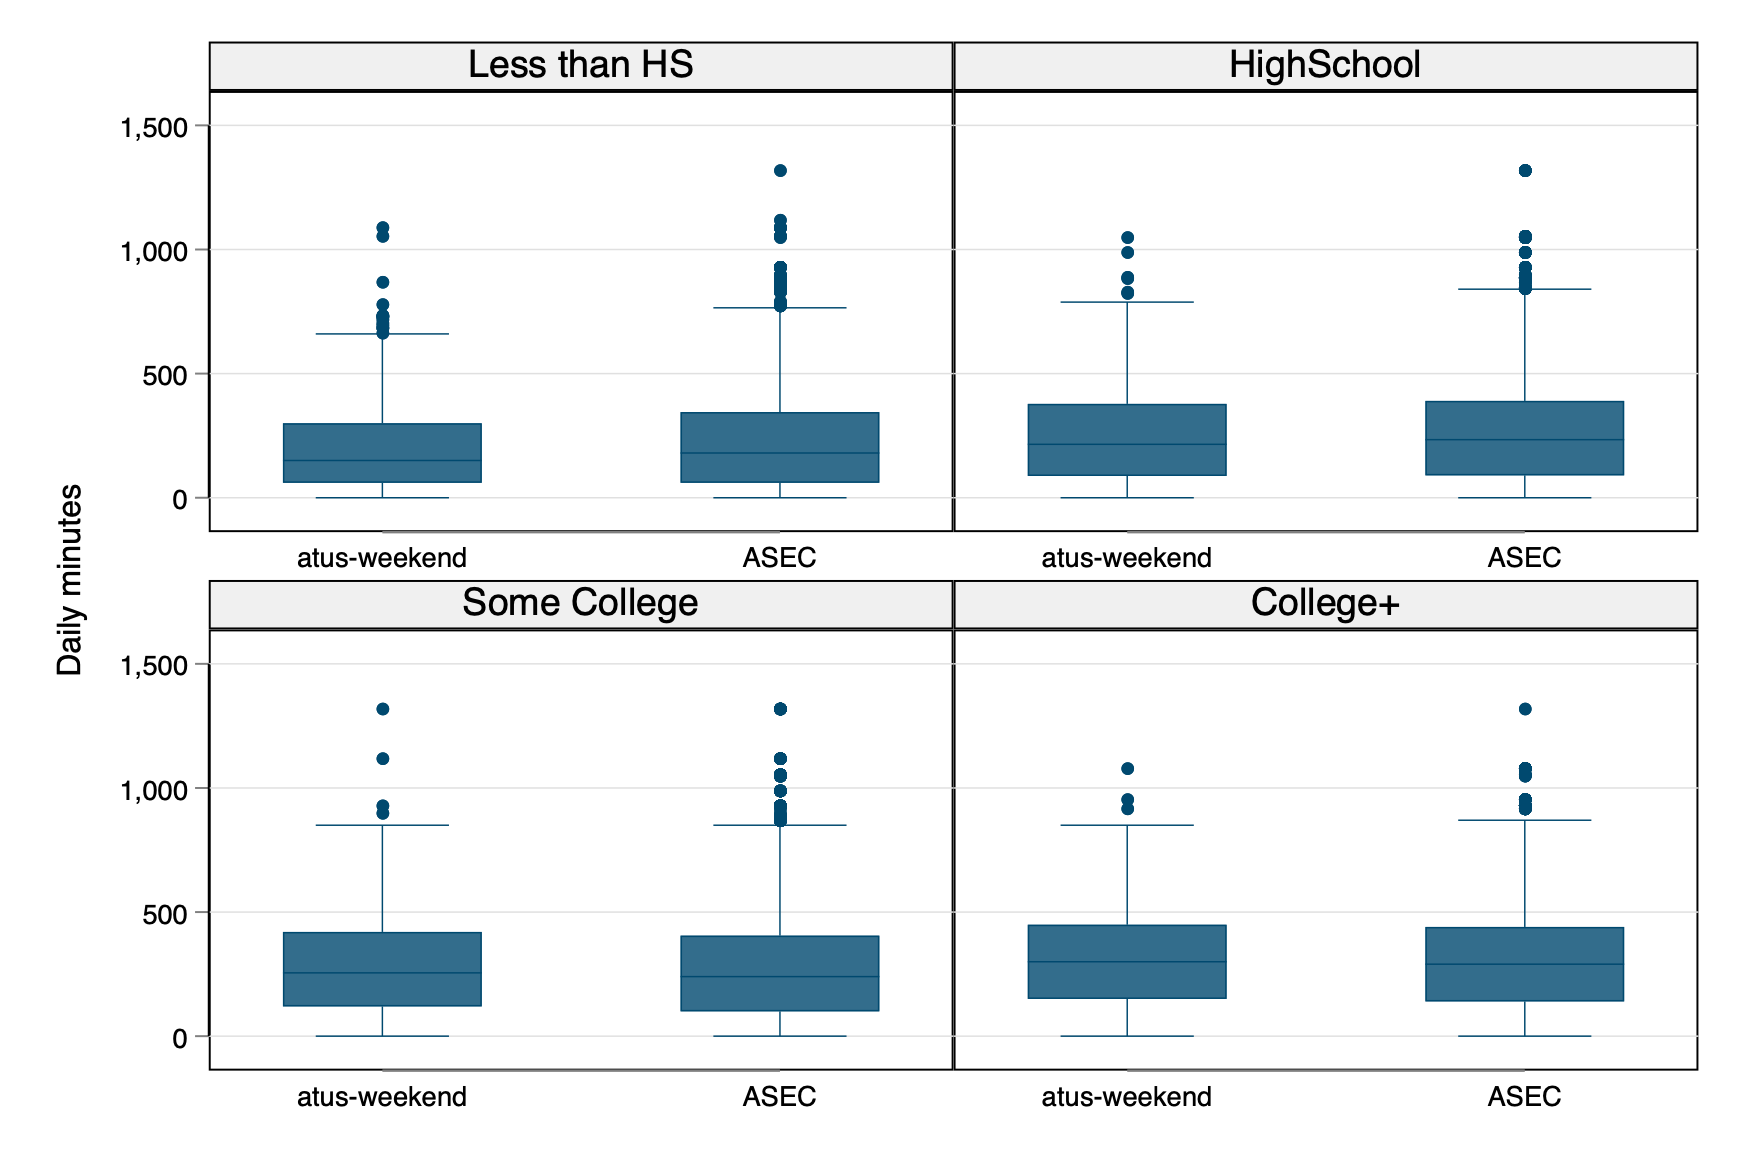 Less than HS
HighSchool
1,500
1,000
500
0
atus-weekend
ASEC
atus-weekend
ASEC
Daily minutes
Some College
College+
1,500
1,000
500
0
atus-weekend
ASEC
atus-weekend
ASEC